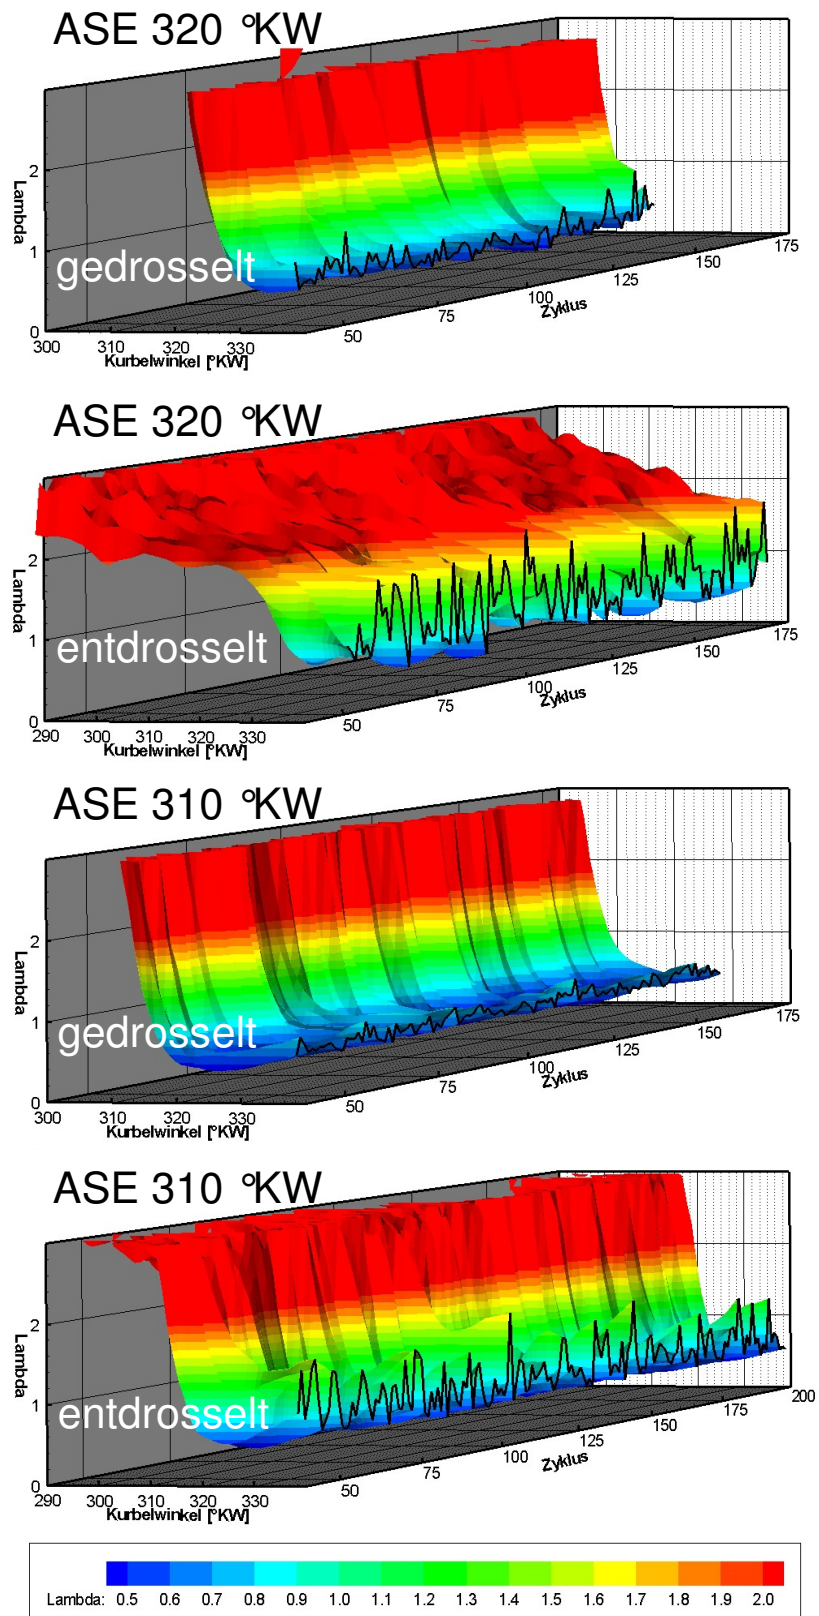 ASE 320 °KW
2
1
0
Lambda
gedrosselt
300 310 320 330
Kurbelwinkel [°KW]
50 75 100 125 150 175
Zyklus
ASE 320 °KW
2
1
0
Lambda
entdrosselt
290 300 310 320 330
Kurbelwinkel [°KW]
50 75 100 125 150 175
Zyklus
ASE 310 °KW
2
1
0
Lambda
gedrosselt
300 310 320 330
Kurbelwinkel [°KW]
50 75 100 125 150 175
Zyklus
ASE 310 °KW
2
1
0
Lambda
entdrosselt
290 300 310 320 330
Kurbelwinkel [°KW]
50 75 100 125 150 175 200
Zyklus
Lambda: 0.5 0.6 0.7 0.8 0.9 1.0 1.1 1.2 1.3 1.4 1.5 1.6 1.7 1.8 1.9 2.0